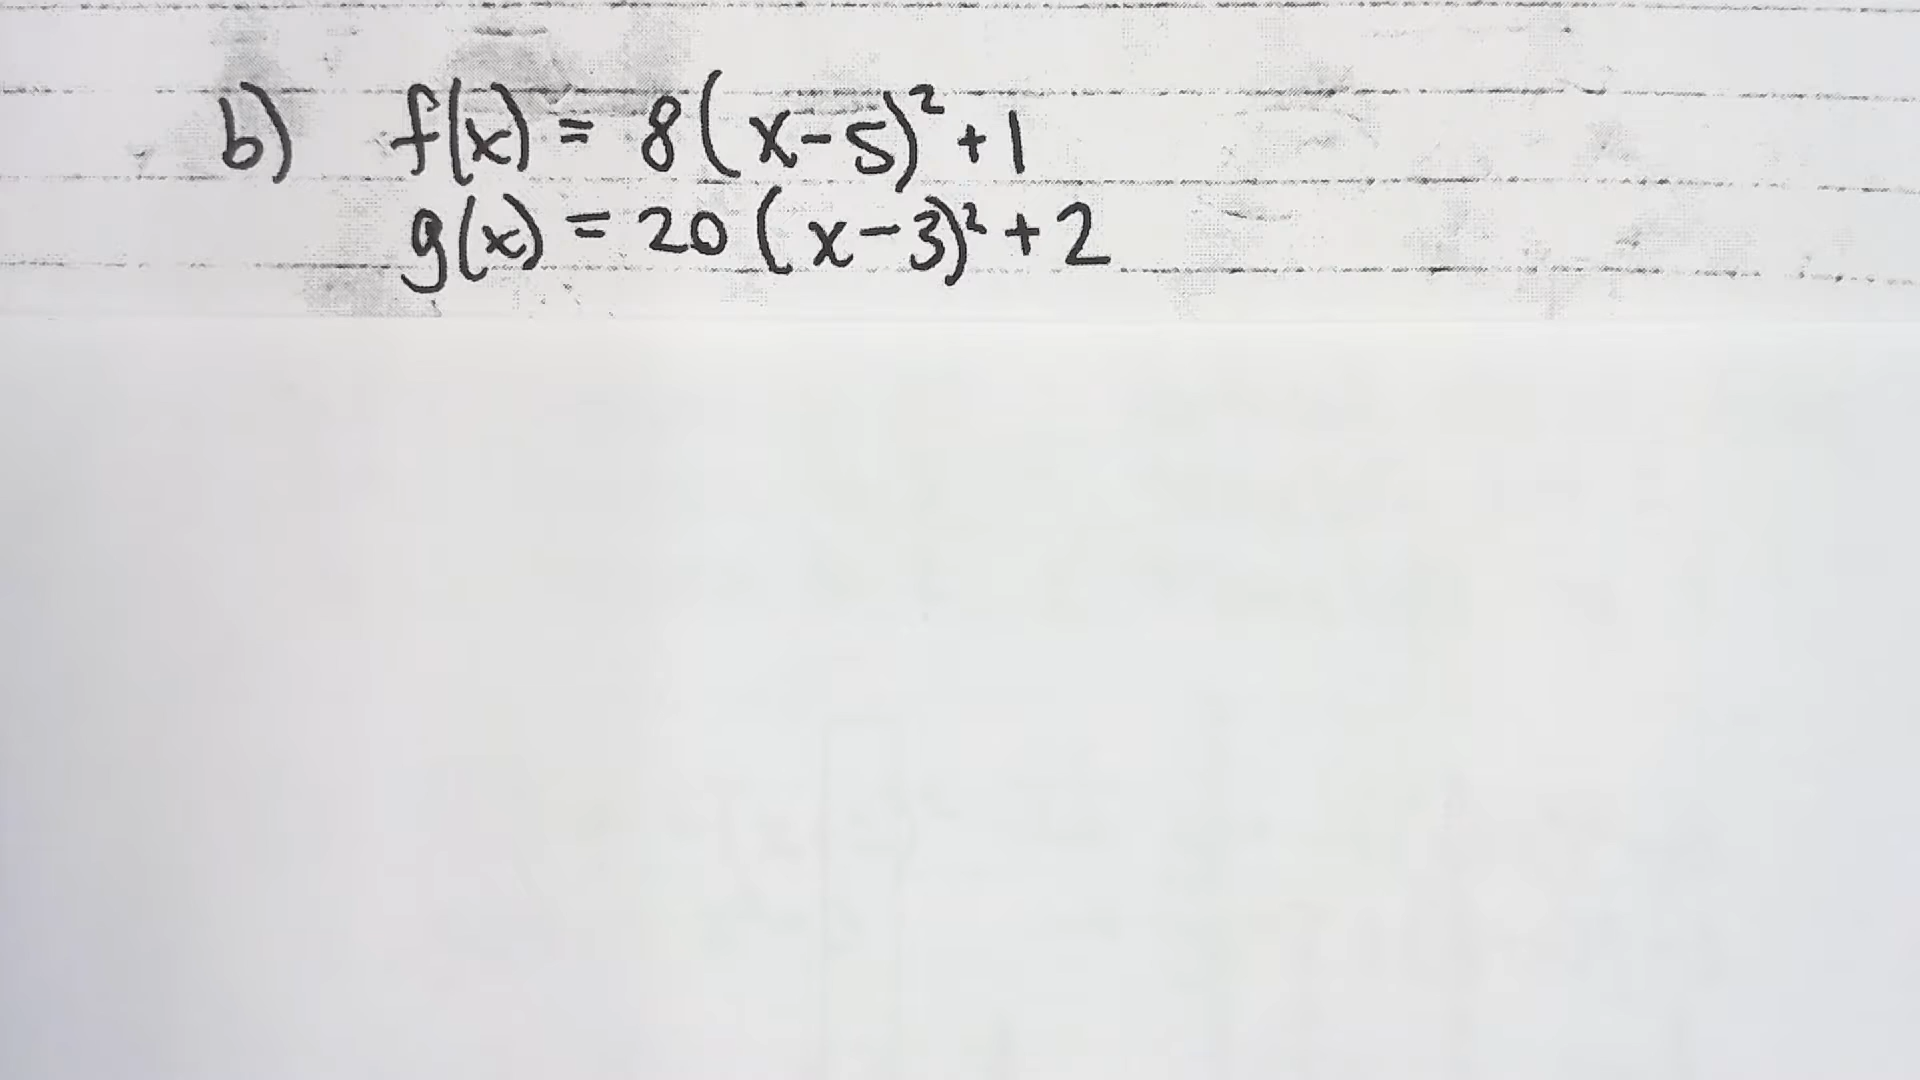 b) f(x) = 8(x-5)² + 1
g(x) = 20(x-3)² + 2